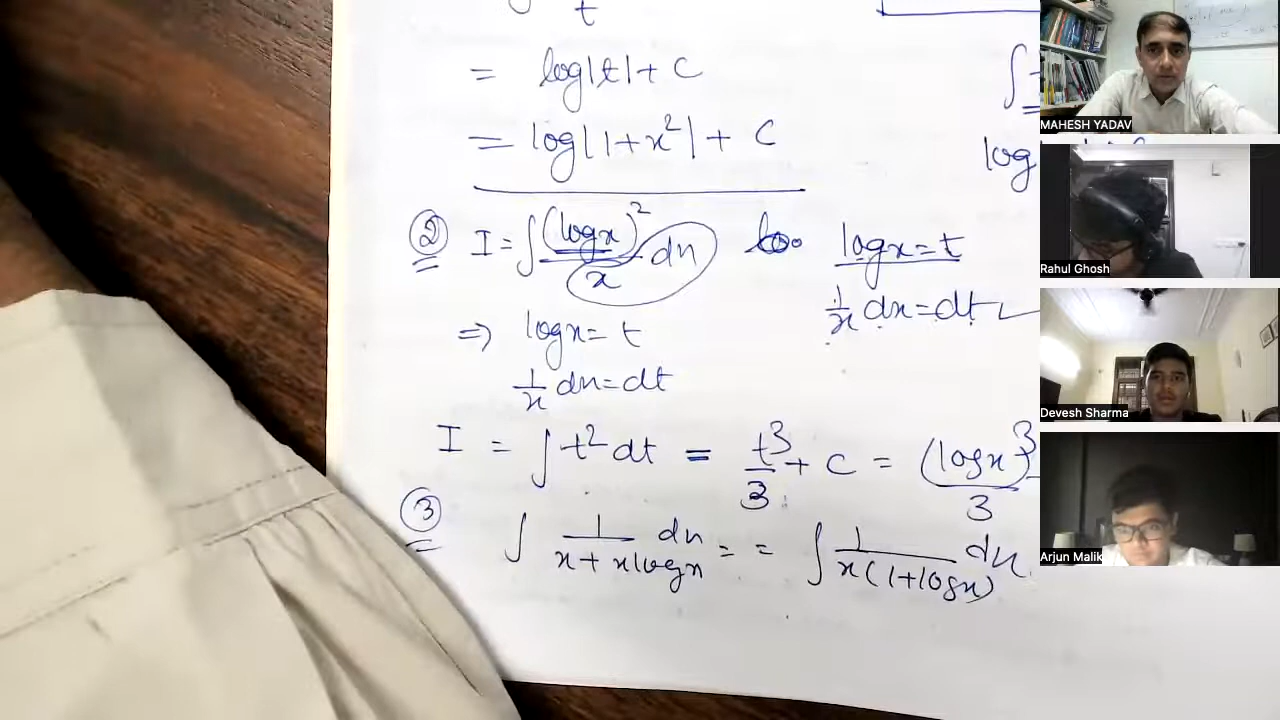 t
= log|t| + c
∫
= log|1+x²| + c
log
② I = ∫ (logx)² / x dx
logx = t
1/x dx = dt
⇒ logx = t
1/x dx = dt
I = ∫ t² dt = t³/3 + c = (logx)³/3
③ ∫ 1/(x + xlogx) dx = = ∫ 1/(x(1+logx)) dx
MAHESH YADAV
Rahul Ghosh
Devesh Sharma
Arjun Malik